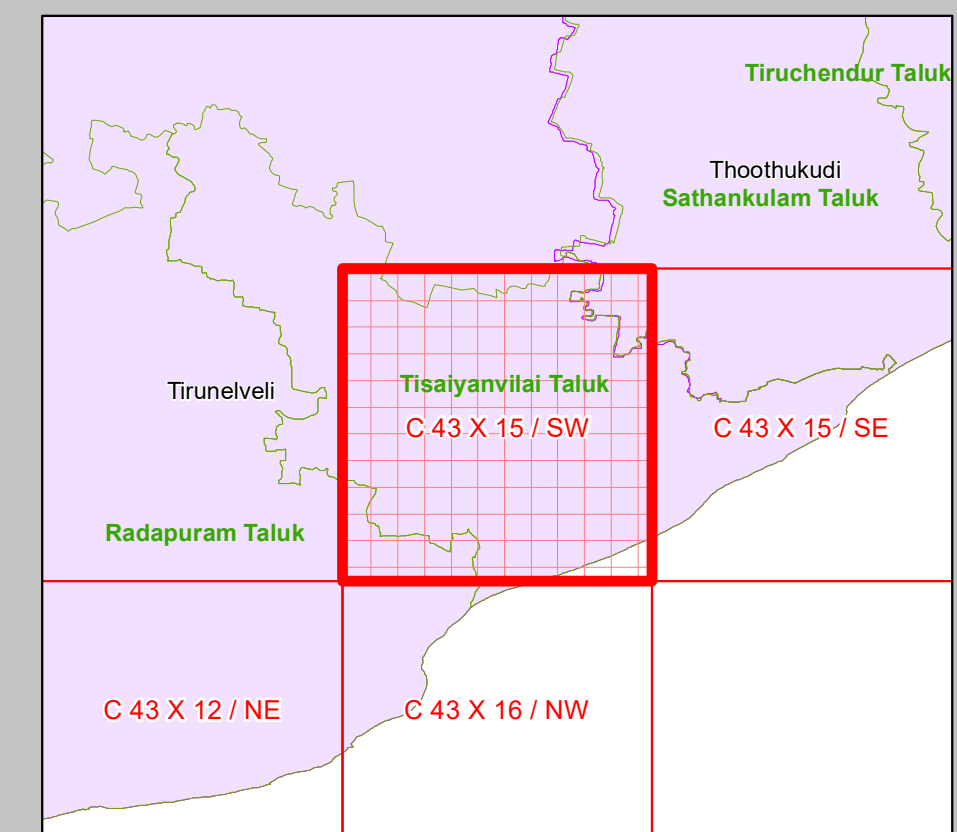 Tiruchendur Taluk
Thoothukudi
Sathankulam Taluk
Tirunelveli
Tisaiyanvilai Taluk
C 43 X 15 / SW
C 43 X 15 / SE
Radapuram Taluk
C 43 X 12 / NE
C 43 X 16 / NW